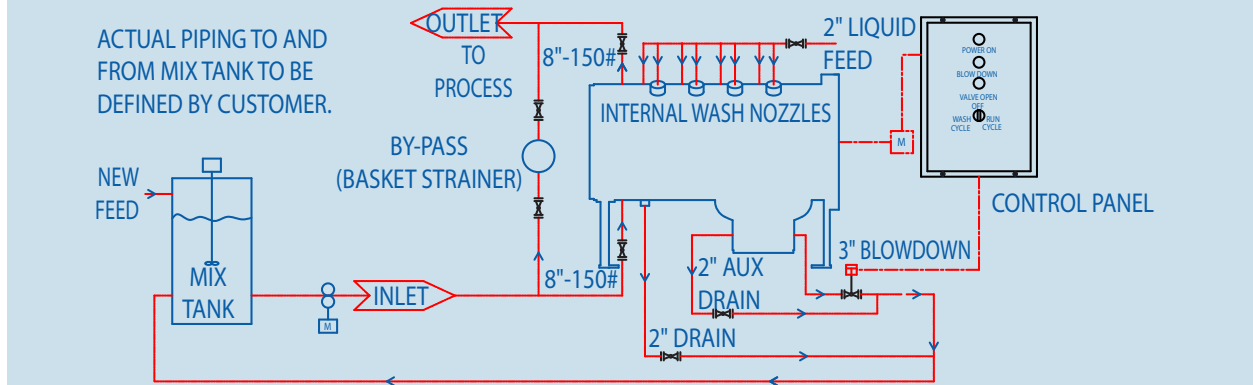 ACTUAL PIPING TO AND
FROM MIX TANK TO BE
DEFINED BY CUSTOMER.
OUTLET
TO
PROCESS
8"-150#
2" LIQUID
FEED
INTERNAL WASH NOZZLES
POWER ON
BLOW DOWN
VALVE OPEN
OFF
WASH
CYCLE
RUN
CYCLE
M
CONTROL PANEL
BY-PASS
(BASKET STRAINER)
NEW
FEED
MIX
TANK
M
INLET
8"-150#
2" AUX
DRAIN
3" BLOWDOWN
2" DRAIN